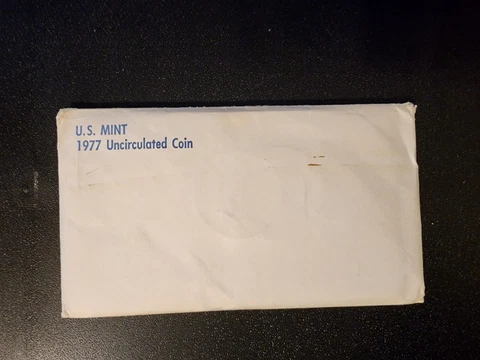 U.S. MINT
1977 Uncirculated Coin